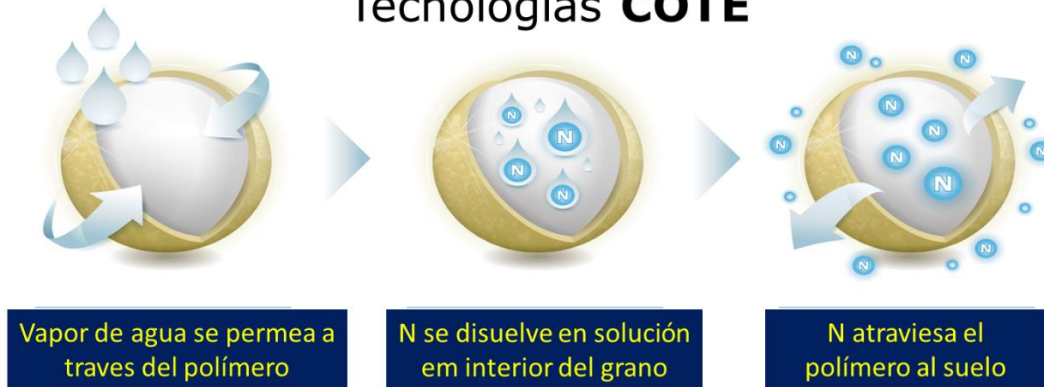 Tecnologías COTE
N N N N
N N N N N N N N N N
Vapor de agua se permea a
traves del polímero
N se disuelve en solución
em interior del grano
N atraviesa el
polímero al suelo